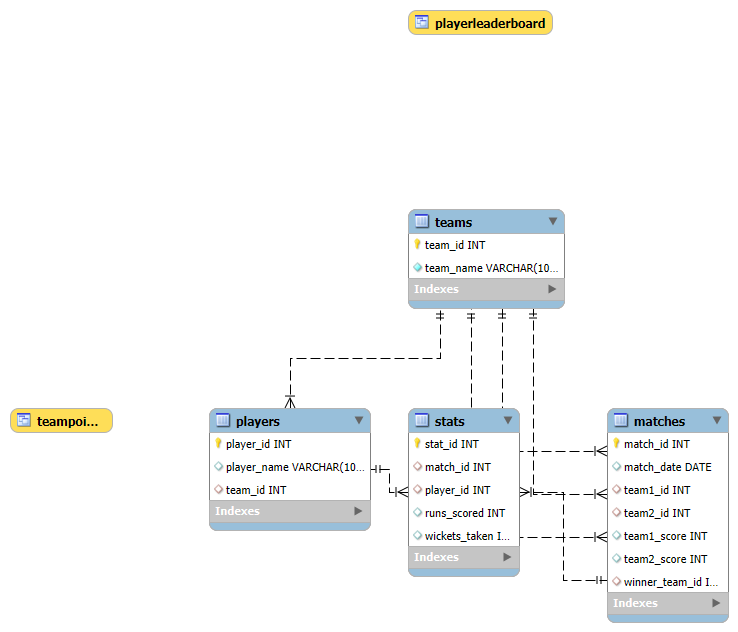 playerleaderboard
teams
team_id INT
team_name VARCHAR(10...
Indexes
teampoi...
players
player_id INT
player_name VARCHAR(10...
team_id INT
Indexes
stats
stat_id INT
match_id INT
player_id INT
runs_scored INT
wickets_taken I...
Indexes
matches
match_id INT
match_date DATE
team1_id INT
team2_id INT
team1_score INT
team2_score INT
winner_team_id I...
Indexes